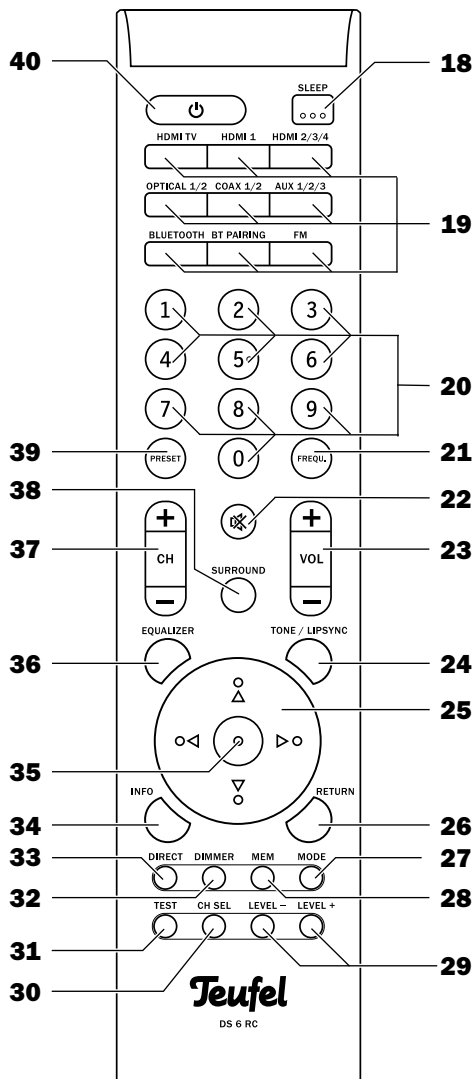 40
18
SLEEP
HDMI TV HDMI 1 HDMI 2/3/4
OPTICAL 1/2 COAX 1/2 AUX 1/2/3
19
BLUETOOTH BT PAIRING FM
1 2 3
4 5 6
20
7 8 9
39 PRESET 0 FREQU. 21
38
22
+ +
37 CH VOL 23
SURROUND
− −
EQUALIZER TONE / LIPSYNC
36 24
25
35
INFO RETURN
34 26
33 DIRECT DIMMER MEM MODE 27
32 28
TEST CH SEL LEVEL − LEVEL +
31
30 29
Teufel
DS 6 RC